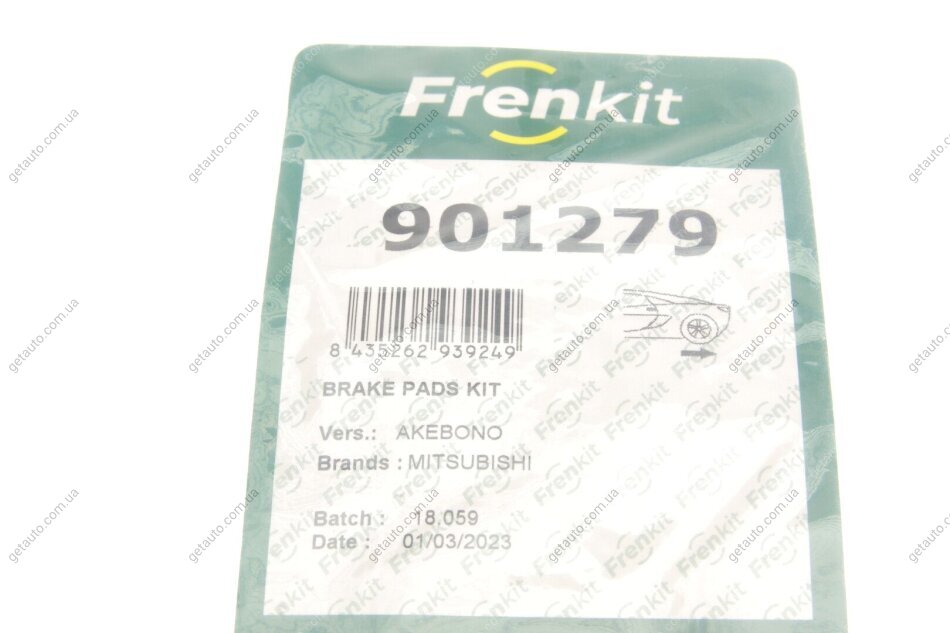 Frenkit
901279
8 435262 939249
BRAKE PADS KIT
Vers.: AKEBONO
Brands : MITSUBISHI
Batch : 18.059
Date : 01/03/2023
getauto.com.ua